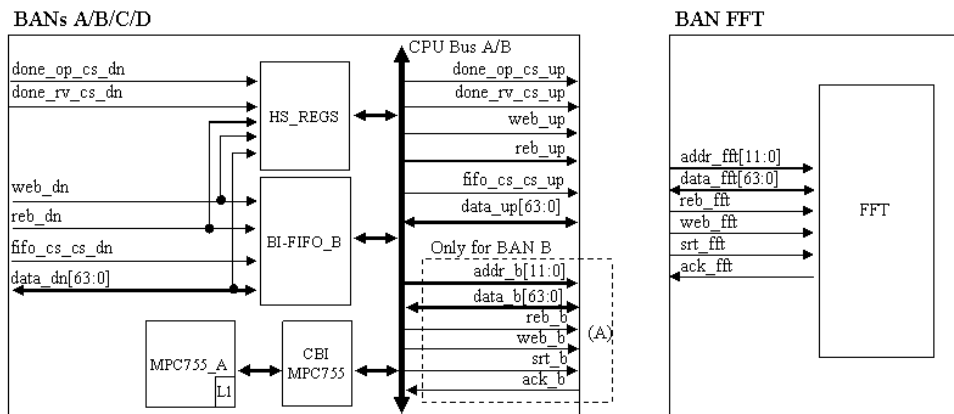 BANs A/B/C/D
BAN FFT
CPU Bus A/B
done_op_cs_dn
done_rv_cs_dn
HS_REGS
done_op_cs_up
done_rv_cs_up
web_up
reb_up
web_dn
reb_dn
fifo_cs_cs_dn
data_dn[63:0]
BI-FIFO_B
fifo_cs_cs_up
data_up[63:0]
Only for BAN B
addr_b[11:0]
data_b[63:0]
reb_b
web_b
srt_b
ack_b
(A)
MPC755_A
L1
CBI
MPC755
addr_fft[11:0]
data_fft[63:0]
reb_fft
web_fft
srt_fft
ack_fft
FFT